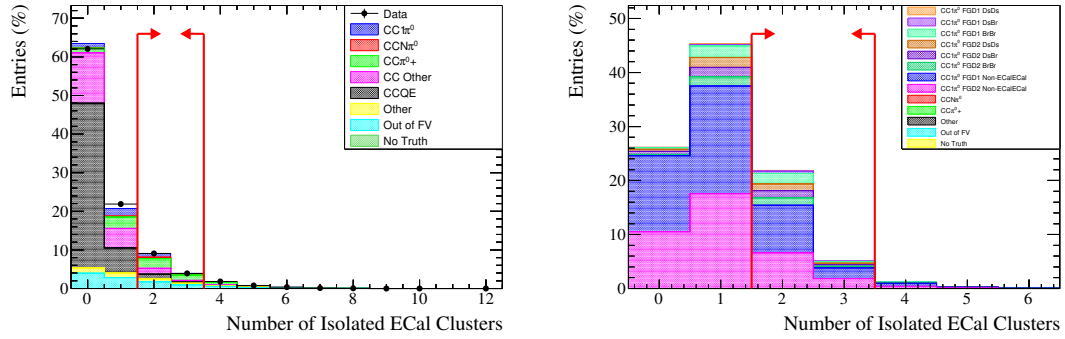 Entries (%)
70
60
50
40
30
20
10
0
0 2 4 6 8 10 12
Number of Isolated ECal Clusters
Data
CC1π⁰
CCNπ⁰
CCπ⁰+
CC Other
CCQE
Other
Out of FV
No Truth
Entries (%)
50
40
30
20
10
0
0 1 2 3 4 5 6
Number of Isolated ECal Clusters
CC1π⁰ FGD1 DsDs
CC1π⁰ FGD1 DsBr
CC1π⁰ FGD1 BrBr
CC1π⁰ FGD2 DsDs
CC1π⁰ FGD2 DsBr
CC1π⁰ FGD2 BrBr
CC1π⁰ FGD1 Non-ECalECal
CC1π⁰ FGD2 Non-ECalECal
CCNπ⁰
CCπ⁰+
Other
Out of FV
No Truth